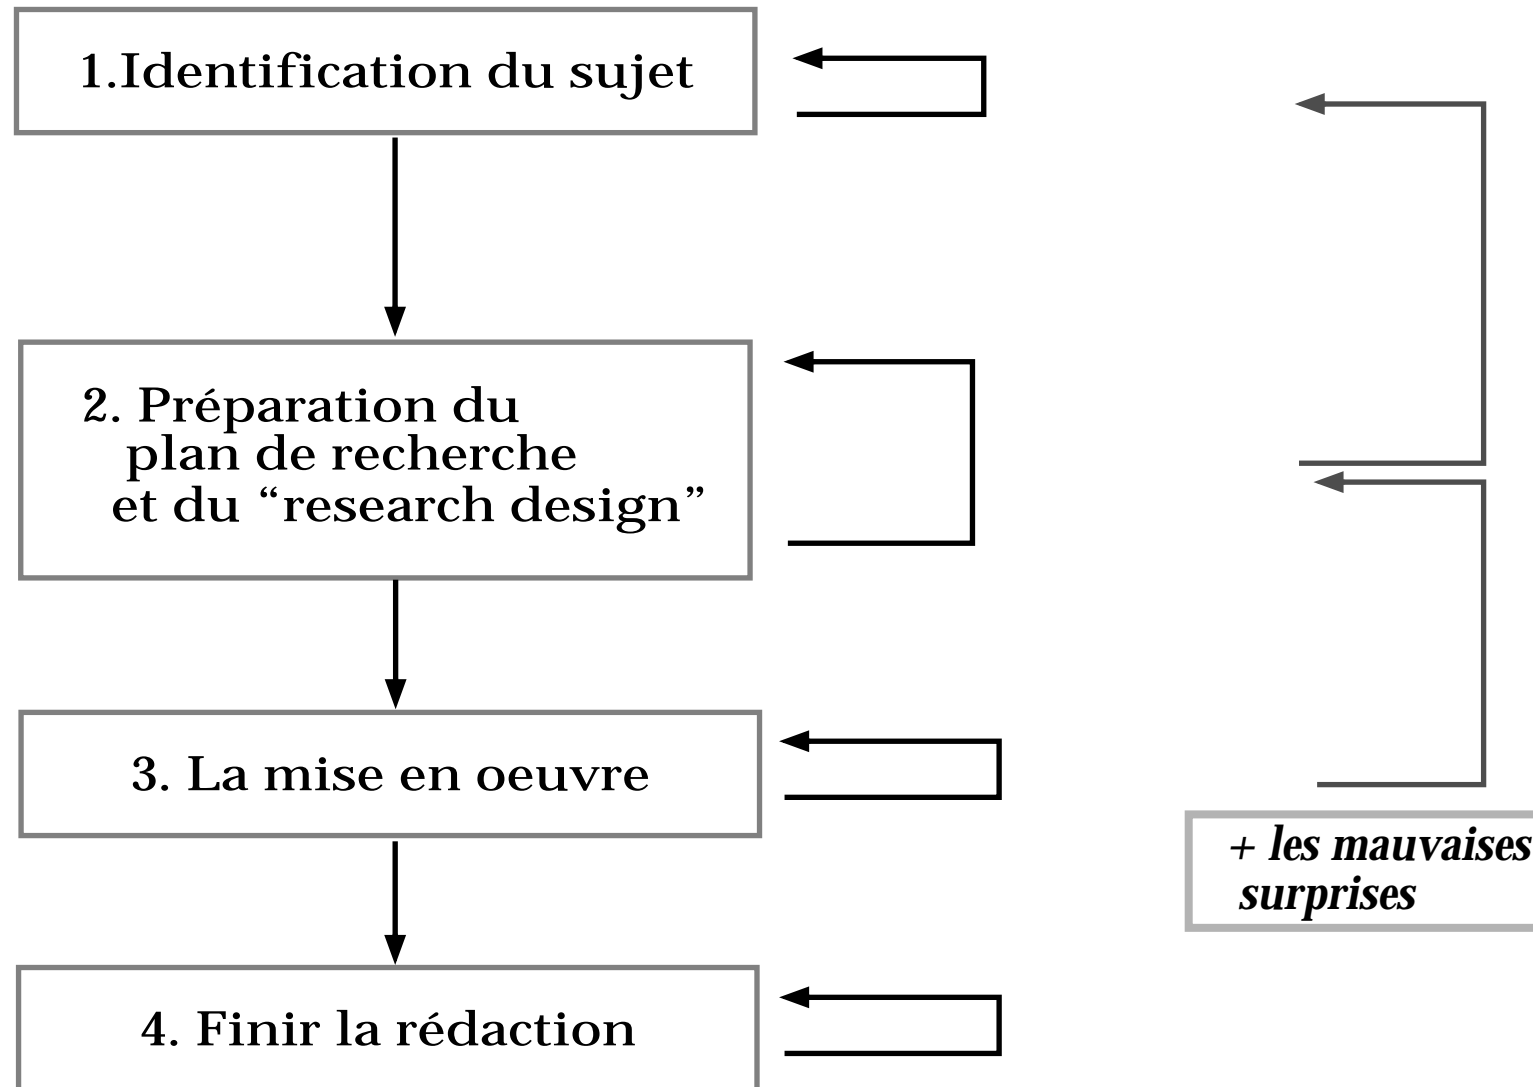 1.Identification du sujet
2. Préparation du
plan de recherche
et du “research design”
3. La mise en oeuvre
+ les mauvaises
surprises
4. Finir la rédaction